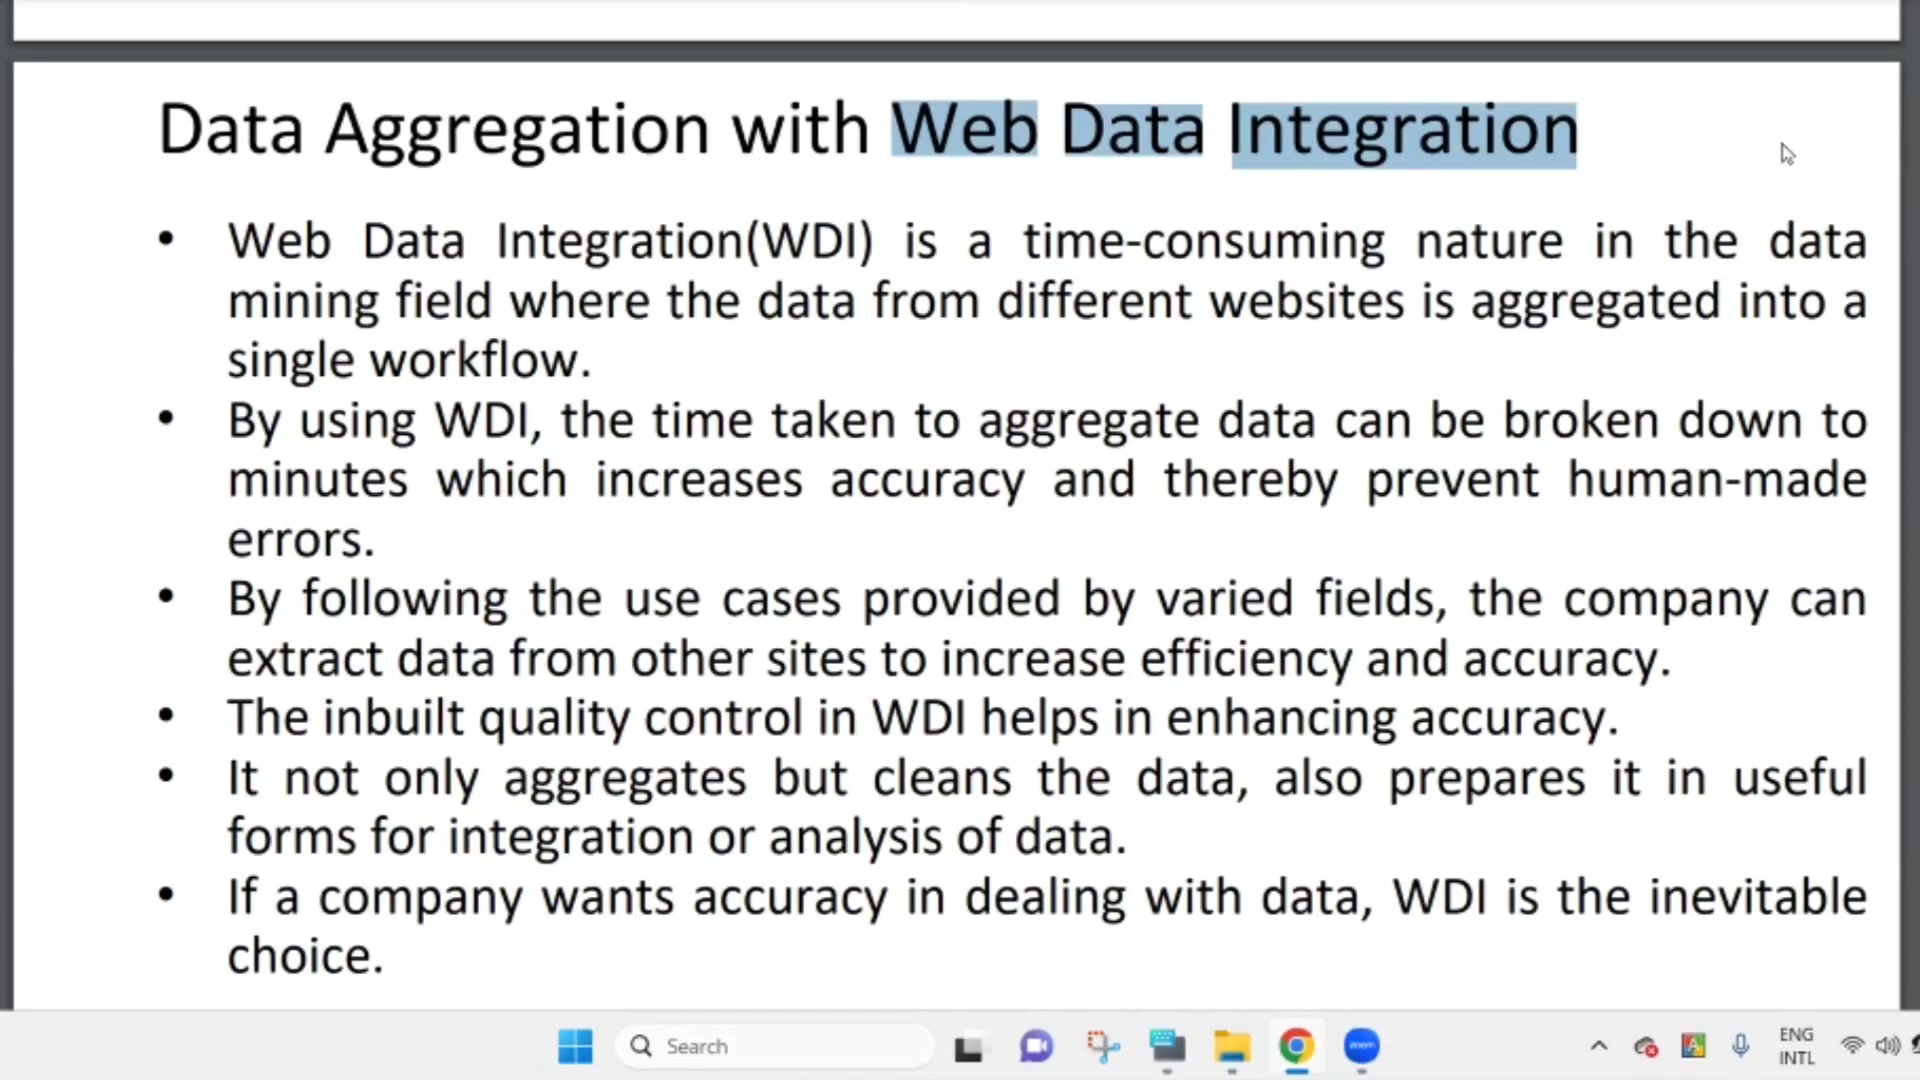 Data Aggregation with Web Data Integration
• Web Data Integration(WDI) is a time-consuming nature in the data
mining field where the data from different websites is aggregated into a
single workflow.
• By using WDI, the time taken to aggregate data can be broken down to
minutes which increases accuracy and thereby prevent human-made
errors.
• By following the use cases provided by varied fields, the company can
extract data from other sites to increase efficiency and accuracy.
• The inbuilt quality control in WDI helps in enhancing accuracy.
• It not only aggregates but cleans the data, also prepares it in useful
forms for integration or analysis of data.
• If a company wants accuracy in dealing with data, WDI is the inevitable
choice.
Search
zoom
ENG
INTL